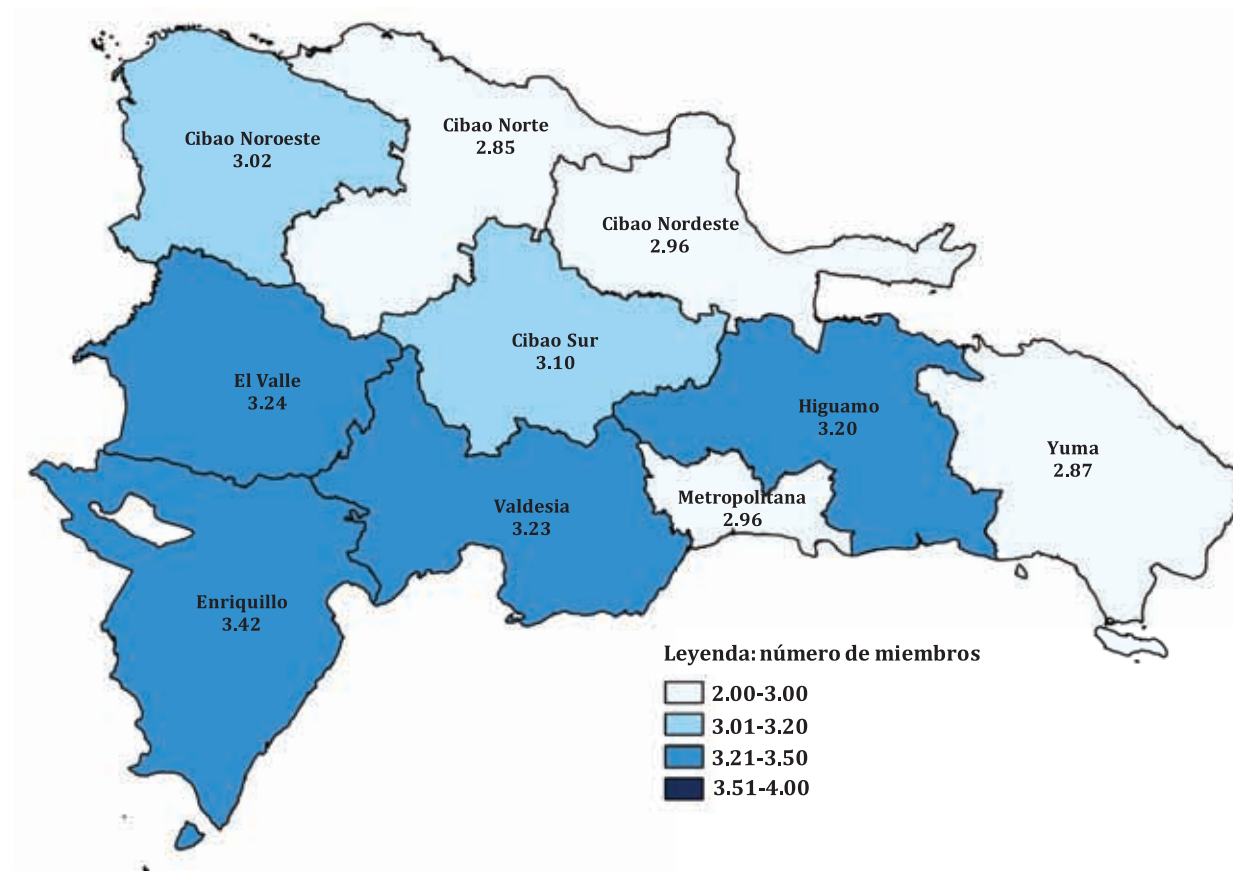 Cibao Noroeste
3.02
Cibao Norte
2.85
Cibao Nordeste
2.96
Cibao Sur
3.10
El Valle
3.24
Higuamo
3.20
Yuma
2.87
Metropolitana
2.96
Valdesia
3.23
Enriquillo
3.42
Leyenda: número de miembros
2.00-3.00
3.01-3.20
3.21-3.50
3.51-4.00